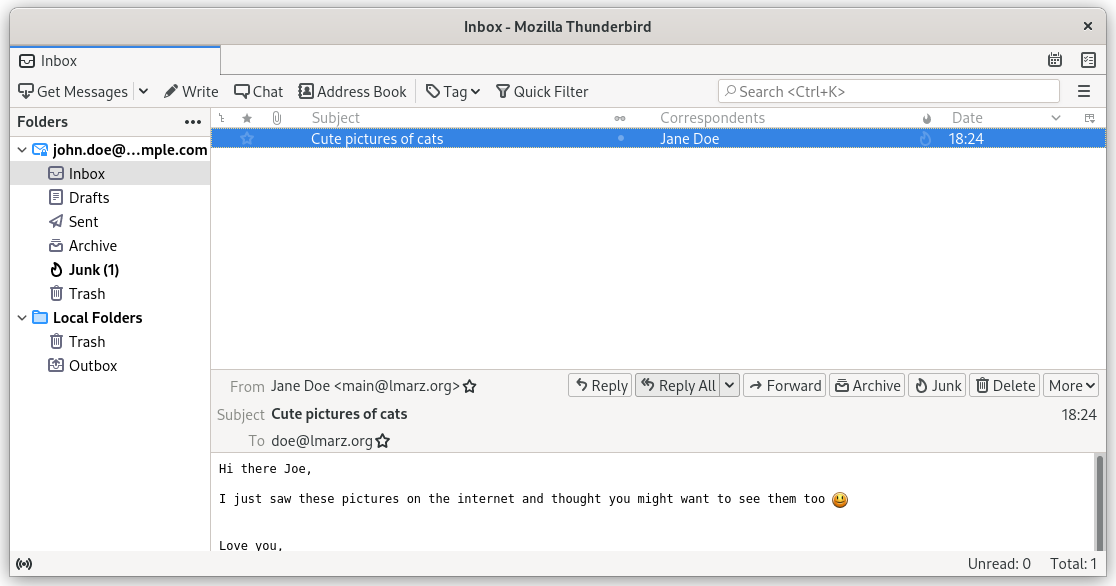 Inbox - Mozilla Thunderbird
Inbox
Get Messages Write Chat Address Book Tag Quick Filter Search <Ctrl+K>
Folders •••
Subject Correspondents Date
Cute pictures of cats Jane Doe 18:24
john.doe@...mple.com
Inbox
Drafts
Sent
Archive
Junk (1)
Trash
Local Folders
Trash
Outbox
From Jane Doe <main@lmarz.org> Reply Reply All Forward Archive Junk Delete More
Subject Cute pictures of cats 18:24
To doe@lmarz.org
Hi there Joe,
I just saw these pictures on the internet and thought you might want to see them too 😃
Love you,
Unread: 0 Total: 1